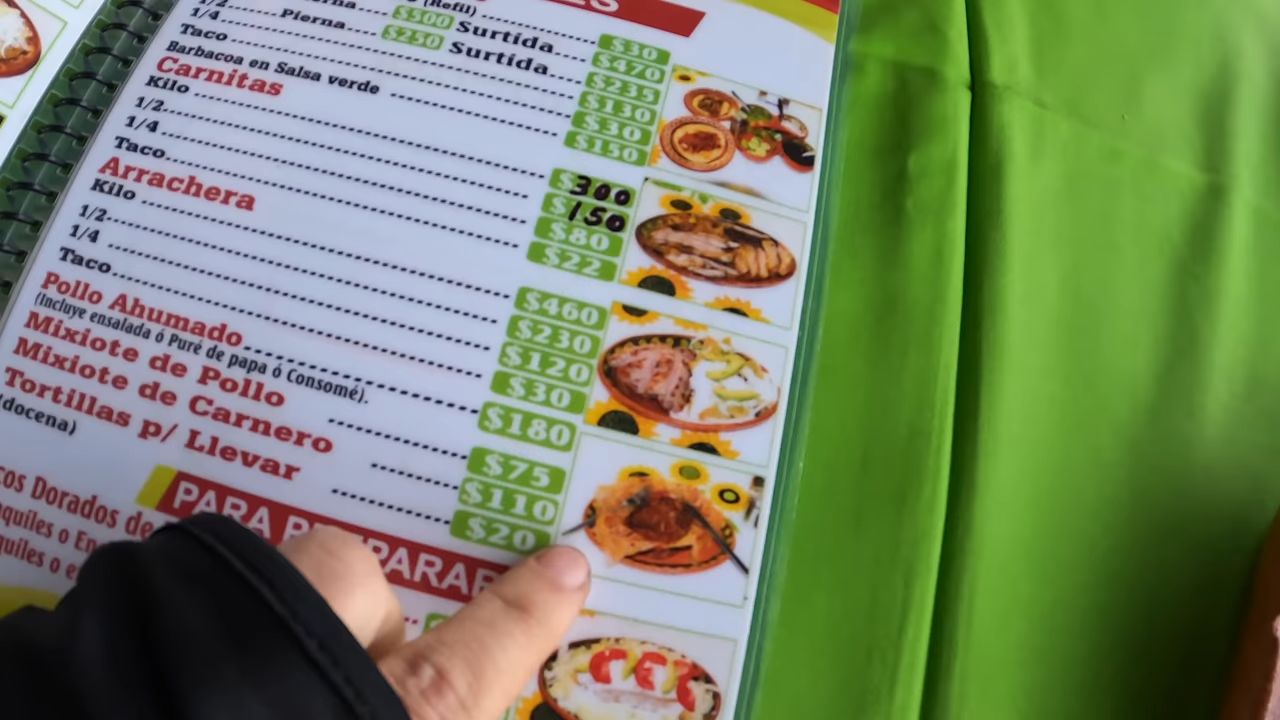 (Refil) $30
$500 Surtida $470
1/2 Pierna $250 Surtida $235
1/4 $130
Taco $30
Barbacoa en Salsa verde $150
Carnitas
Kilo $300
1/2 $150
1/4 $80
Taco $22
Arrachera
Kilo $460
1/2 $230
1/4 $120
Taco $30
Pollo Ahumado $180
(Incluye ensalada ó Puré de papa ó Consomé).
Mixiote de Pollo $75
Mixiote de Carnero $110
Tortillas p/ Llevar $20
docena)
PARA
Dorados de